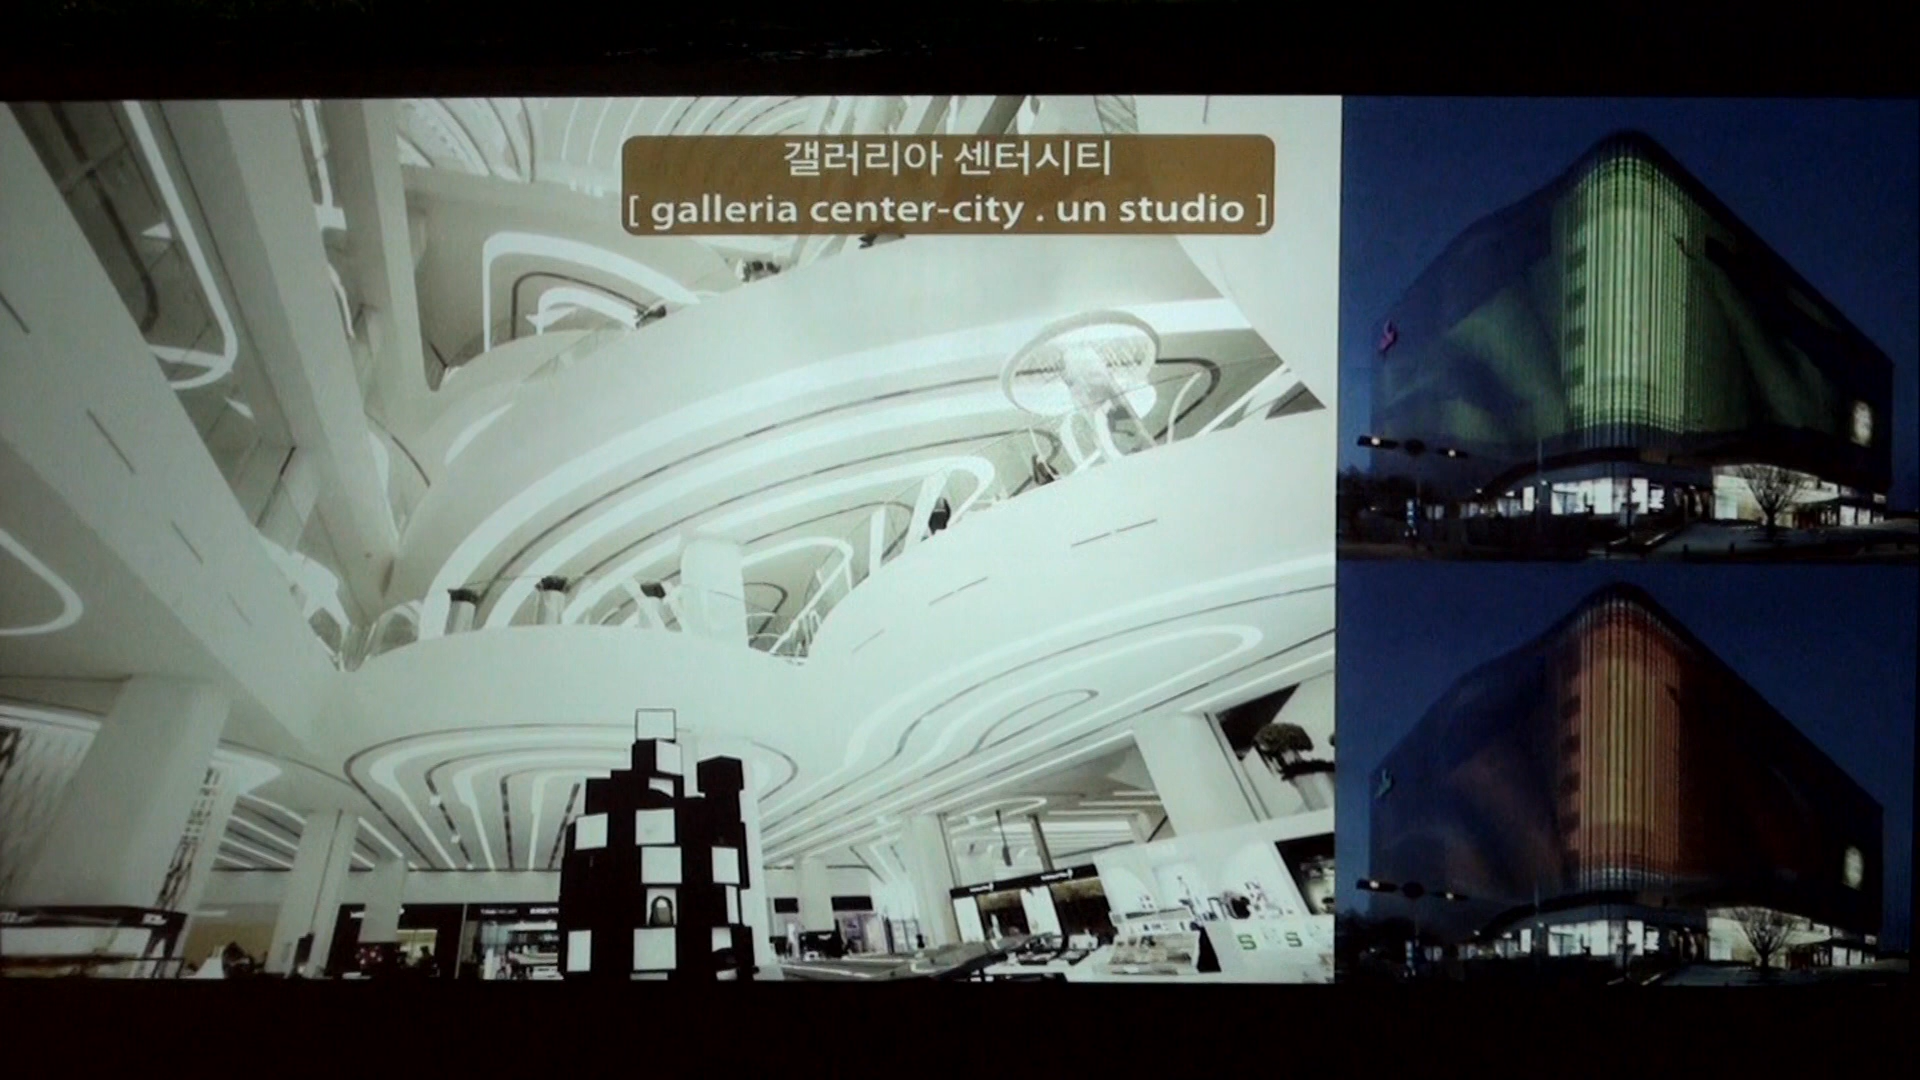 갤러리아 센터시티
[ galleria center-city . un studio ]